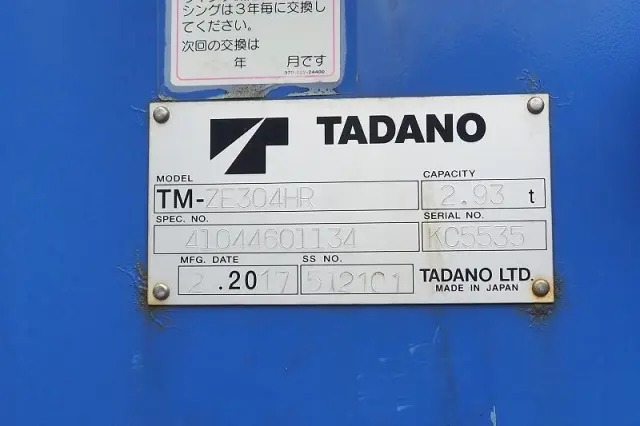 シングは3年毎に交換し
てください。
次回の交換は
年 月です
TADANO
MODEL
TM-ZE304HR
CAPACITY
2.93 t
SPEC. NO.
41044601134
SERIAL NO.
KC5535
MFG. DATE
2 .2017
SS NO.
5121C1
TADANO LTD.
MADE IN JAPAN